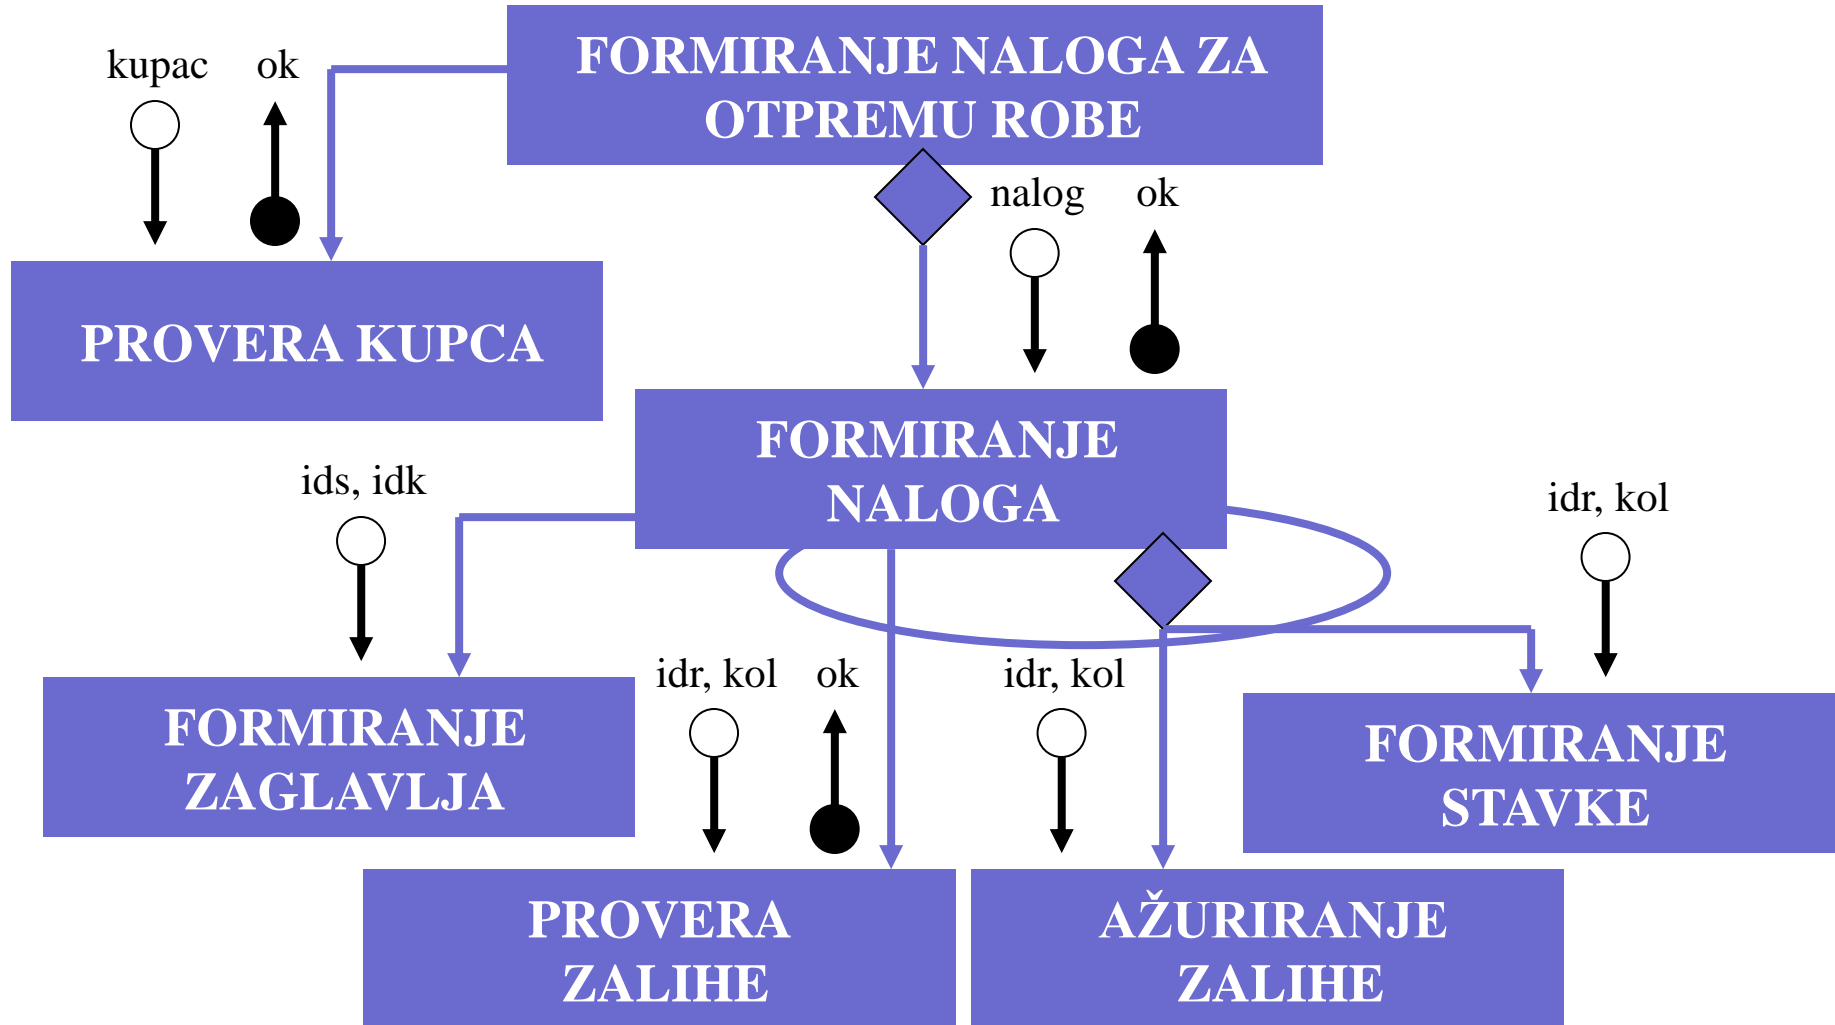 FORMIRANJE NALOGA ZA
OTPREMU ROBE
kupac
ok
nalog
ok
PROVERA KUPCA
FORMIRANJE
NALOGA
ids, idk
idr, kol
idr, kol
ok
idr, kol
FORMIRANJE
ZAGLAVLJA
FORMIRANJE
STAVKE
PROVERA
ZALIHE
AŽURIRANJE
ZALIHE